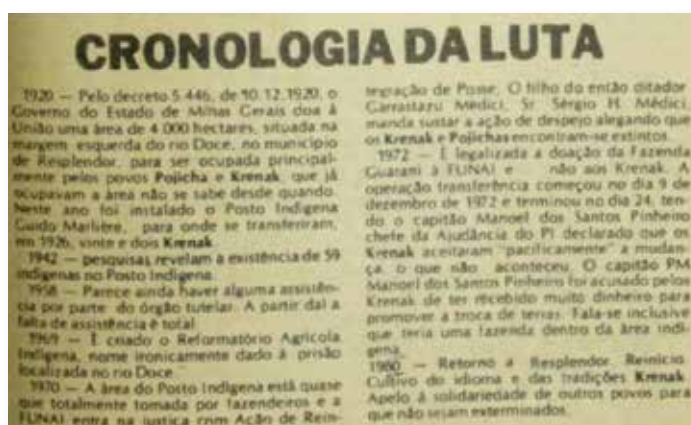 CRONOLOGIA DA LUTA
1920 — Pelo decreto 5.446, de 10.12.1920, o
Governo do Estado de Minas Gerais doa à
União uma área de 4.000 hectares, situada na
margem esquerda do rio Doce, no município
de Resplendor, para ser ocupada principal-
mente pelos povos Pojicha e Krenak, que já
ocupavam a área não se sabe desde quando.
Neste ano foi instalado o Posto Indígena
Guido Marlière, para onde se transferiram,
em 1926, vinte e dois Krenak.
1942 — pesquisas revelam a existência de 59
indígenas no Posto Indígena.
1958 — Parece ainda haver alguma assistên-
cia por parte do órgão tutelar. A partir daí a
falta de assistência é total.
1969 — É criado o Reformatório Agrícola
Indígena, nome ironicamente dado à prisão
localizada no rio Doce.
1970 — A área do Posto Indígena está quase
que totalmente tomada por fazendeiros e a
FUNAI entra na justiça com Ação de Rein-
tegração de Posse. O filho do então ditador
Garrastazu Médici, Sr. Sérgio H. Médici,
manda sustar a ação de despejo alegando que
os Krenak e Pojichas encontram-se extintos.
1972 — É legalizada a doação da Fazenda
Guarani à FUNAI e não aos Krenak. A
operação transferência começou no dia 9 de
dezembro de 1972 e terminou no dia 24, ten-
do o capitão Manoel dos Santos Pinheiro
chefe da Ajudância do PI declarado que os
Krenak aceitaram "pacificamente" a mudan-
ça, o que não aconteceu. O capitão PM
Manoel dos Santos Pinheiro foi acusado pelos
Krenak de ter recebido muito dinheiro para
promover a troca de terras. Fala-se inclusive
que teria uma fazenda dentro da área indí-
gena.
1980 — Retorno a Resplendor. Reinício
Cultivo do idioma e das tradições Krenak.
Apelo à solidariedade de outros povos para
que não sejam exterminados.